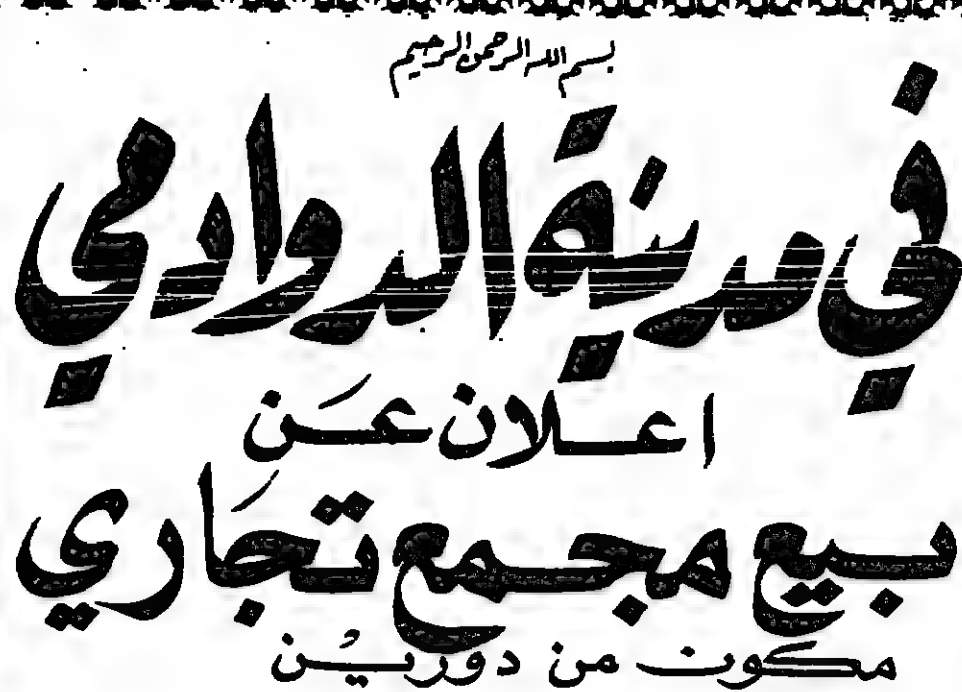 بسم الله الرحمن الرحيم
في مدينة الدوادمي
اعلان عن
بيع مجمع تجاري
مكون من دورين